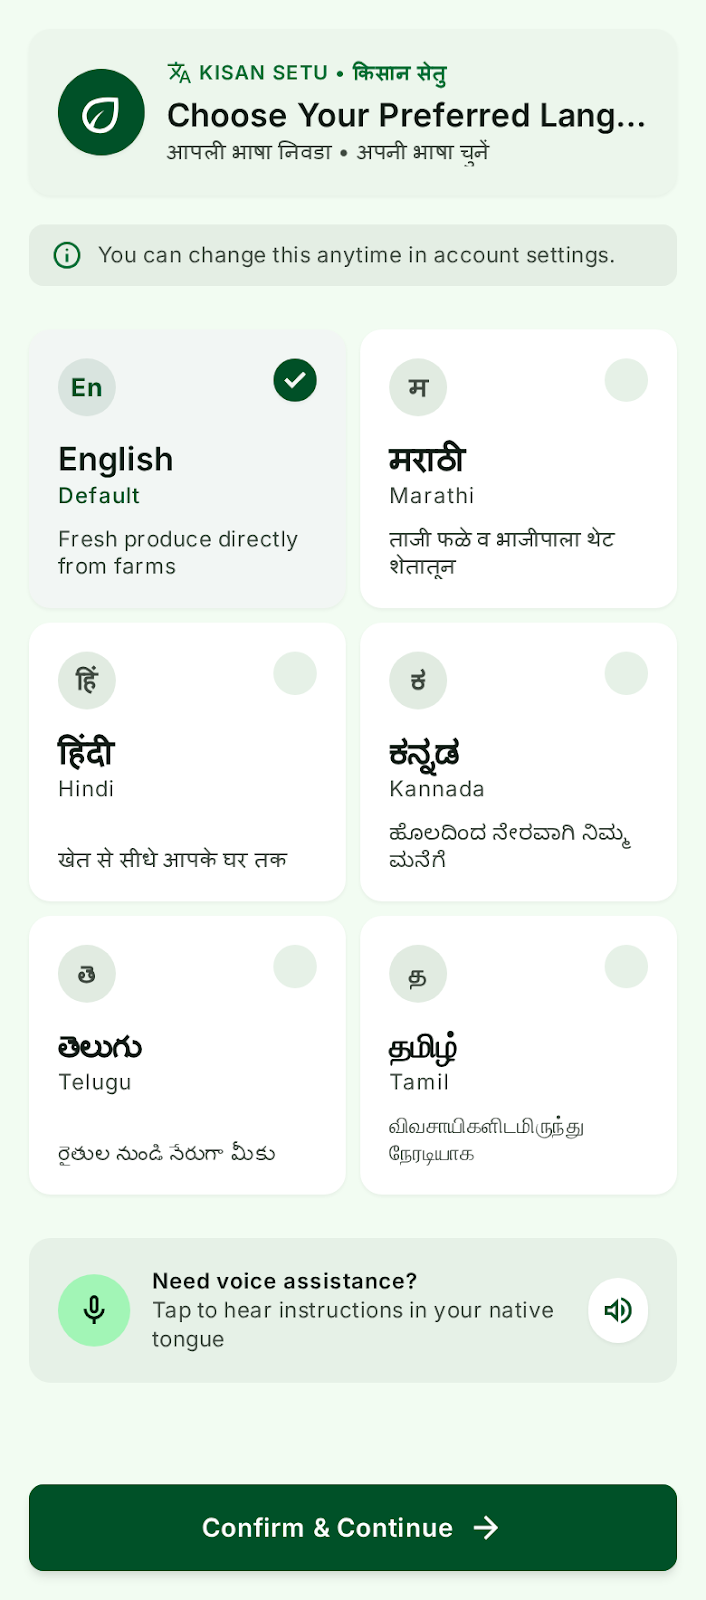 KISAN SETU • किसान सेतु
Choose Your Preferred Lang...
आपली भाषा निवडा • अपनी भाषा चुनें
You can change this anytime in account settings.
En
English
Default
Fresh produce directly
from farms
म
मराठी
Marathi
ताजी फळे व भाजीपाला थेट
शेतातून
हिं
हिंदी
Hindi
खेत से सीधे आपके घर तक
ಕ
ಕನ್ನಡ
Kannada
ಹೊಲದಿಂದ ನೇರವಾಗಿ ನಿಮ್ಮ
ಮನೆಗೆ
తె
తెలుగు
Telugu
రైతుల నుండి నేరుగా మీకు
த
தமிழ்
Tamil
விவசாயிகளிடமிருந்து
நேரடியாக
Need voice assistance?
Tap to hear instructions in your native
tongue
Confirm & Continue →